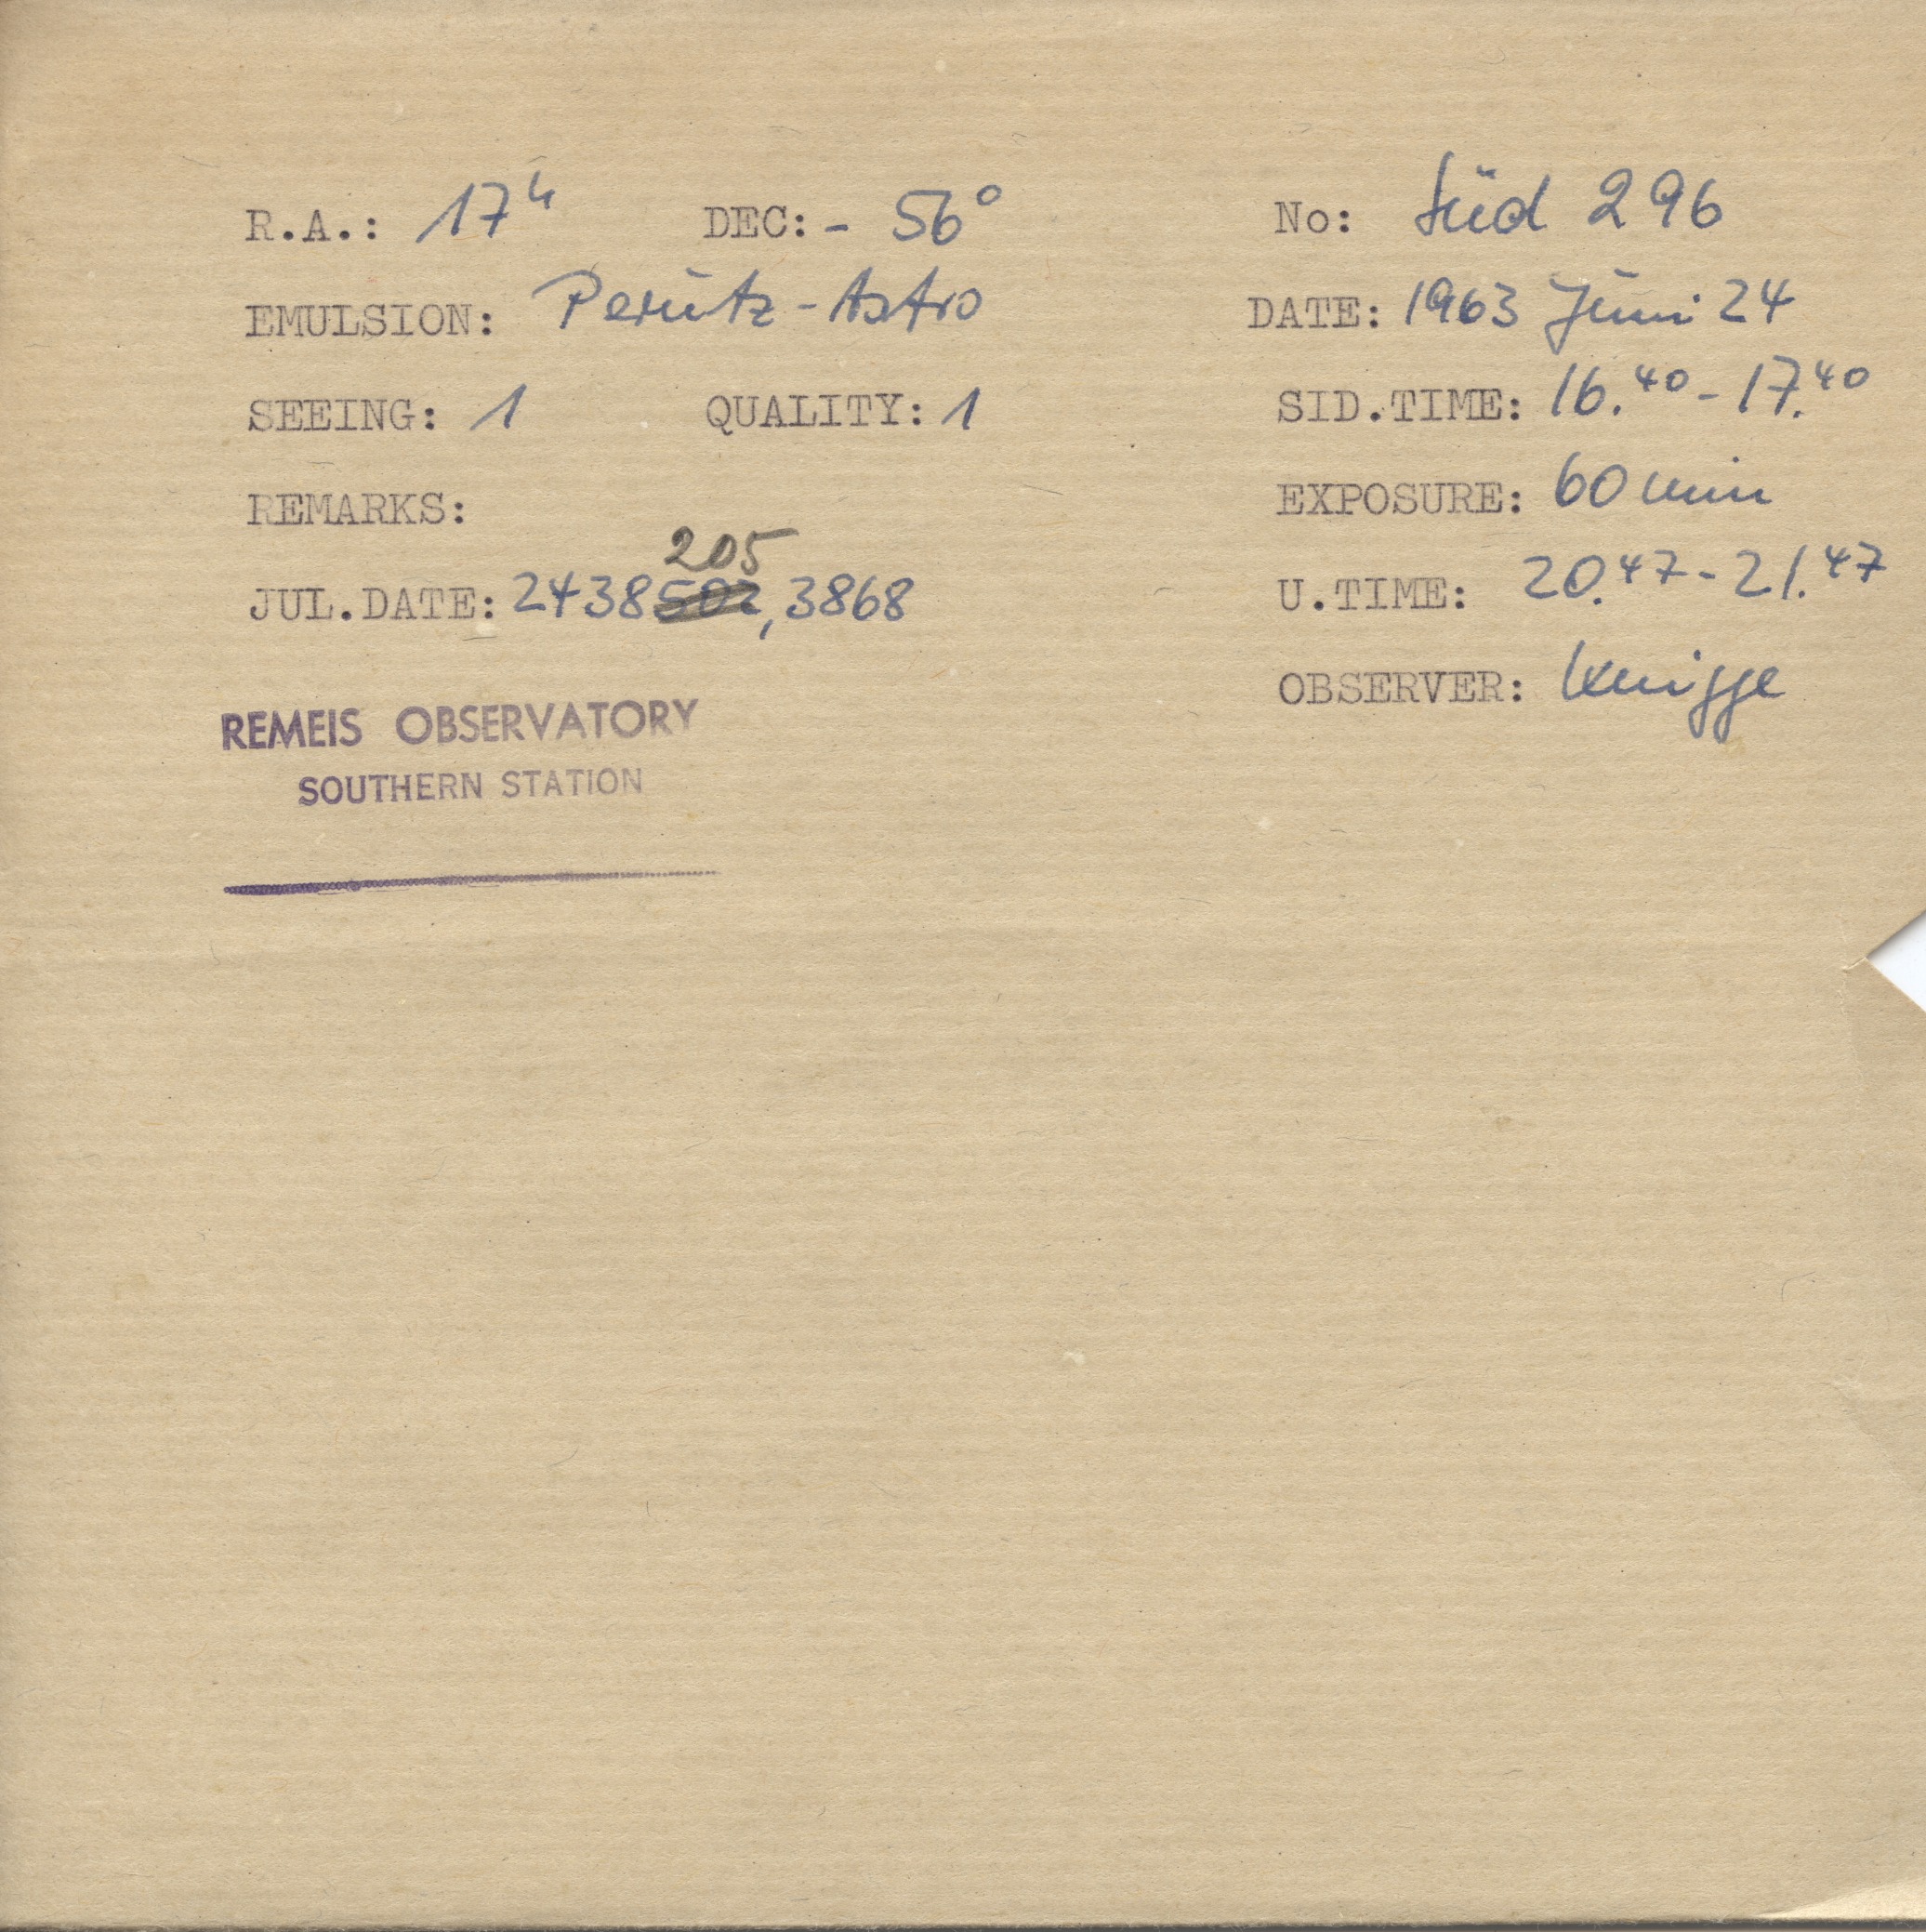 R.A.: 17h DEC: - 56° No: Süd 296
EMULSION: Perutz-Astro DATE: 1963 Juni 24
SEEING: 1 QUALITY: 1 SID.TIME: 16.40 - 17.40
REMARKS: EXPOSURE: 60 min
205
JUL.DATE: 2438502,3868 U.TIME: 20.47 - 21.47
OBSERVER: Knigge
REMEIS OBSERVATORY
SOUTHERN STATION